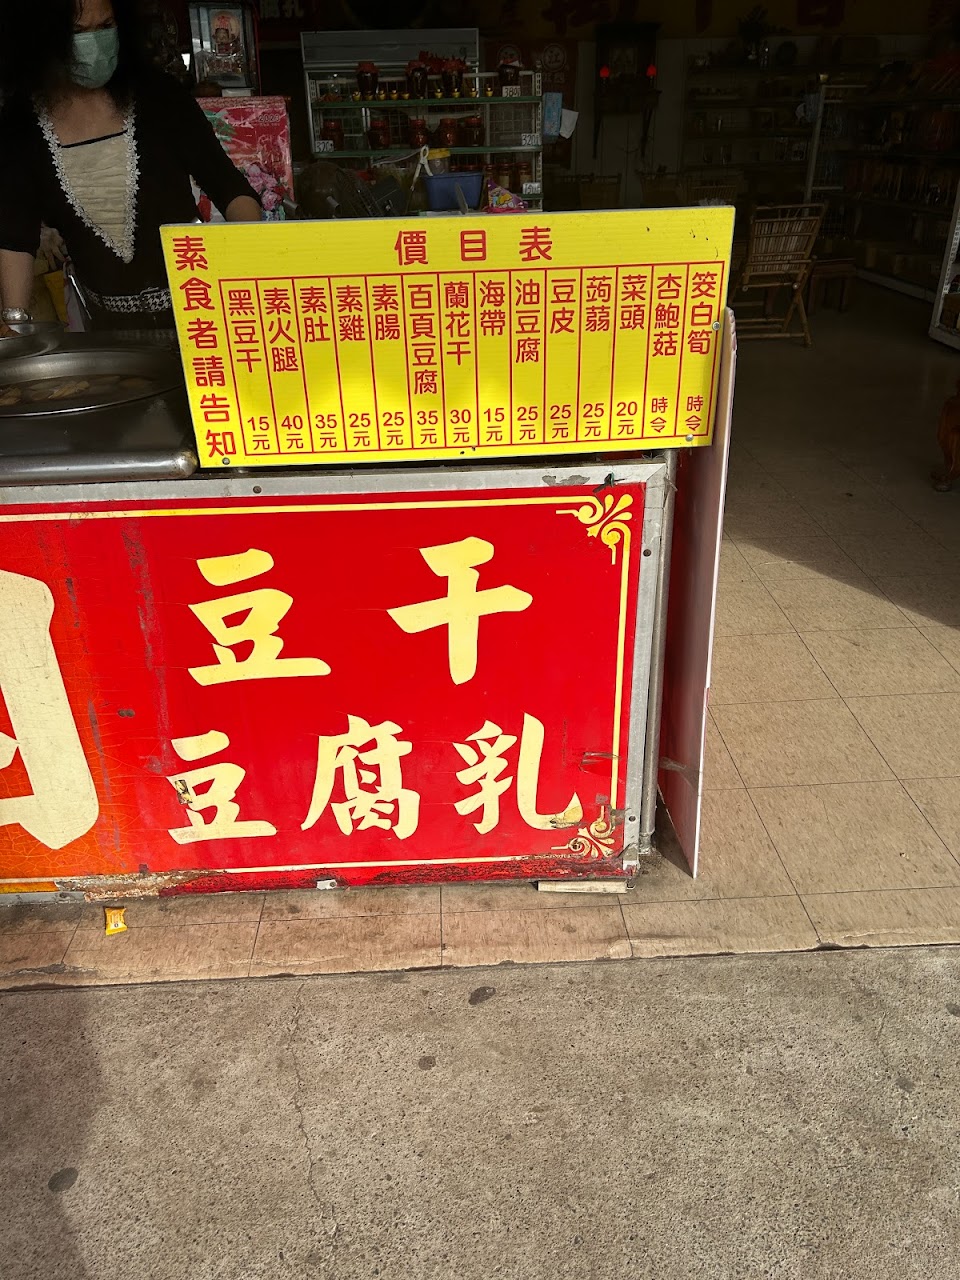 價目表
素食者請告知
黑豆干 15元
素火腿 40元
素肚 35元
素雞 25元
素腸 25元
百頁豆腐 35元
蘭花干 30元
海帶 15元
油豆腐 25元
豆皮 25元
蒟蒻 25元
菜頭 20元
杏鮑菇 時令
筊白筍 時令
豆干
豆腐乳